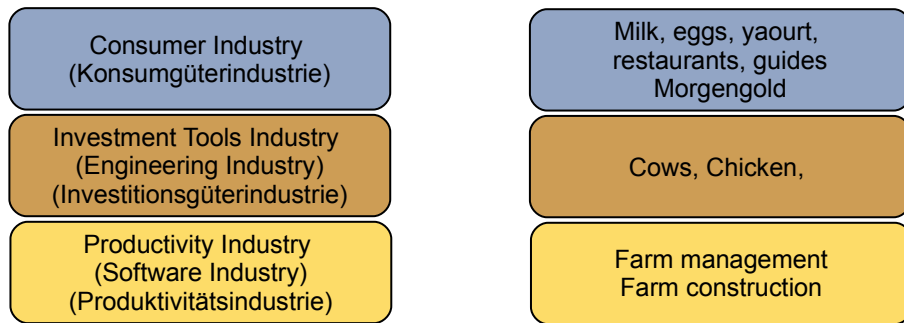 Consumer Industry
(Konsumgüterindustrie)
Milk, eggs, yaourt,
restaurants, guides
Morgengold
Investment Tools Industry
(Engineering Industry)
(Investitionsgüterindustrie)
Cows, Chicken,
Productivity Industry
(Software Industry)
(Produktivitätsindustrie)
Farm management
Farm construction